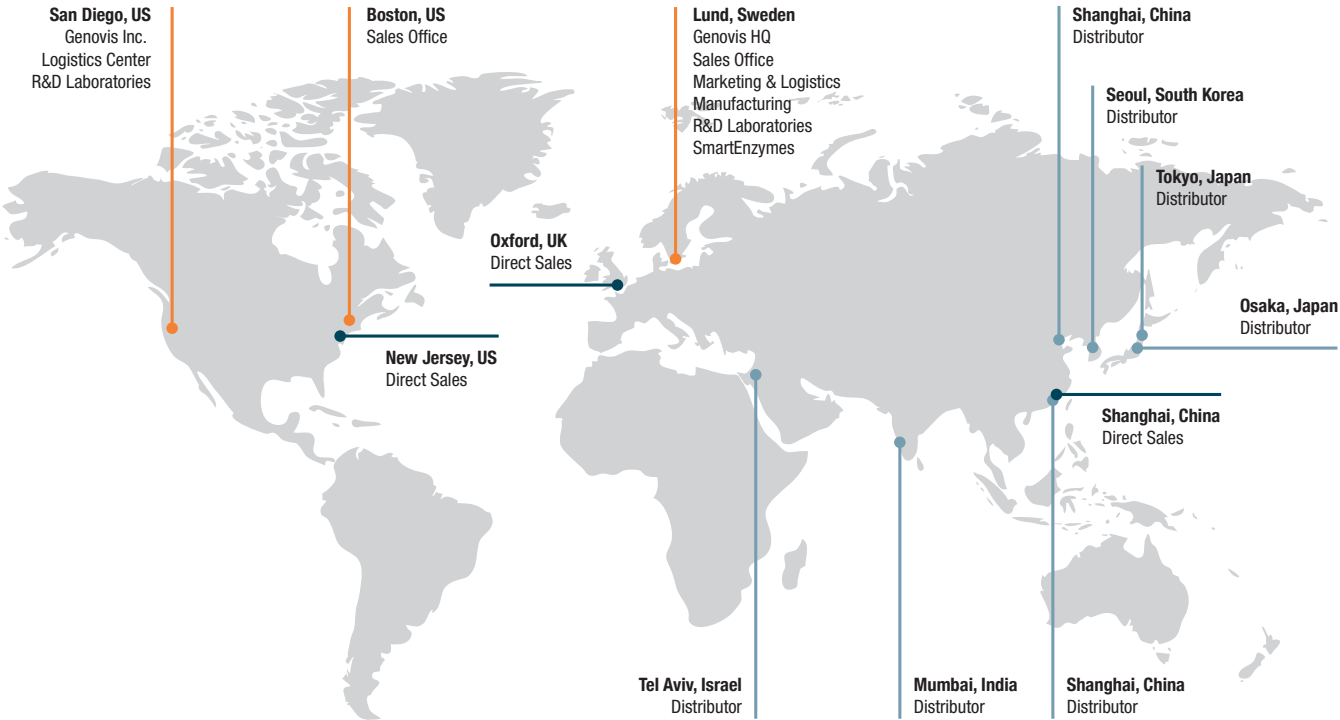 San Diego, US
Genovis Inc.
Logistics Center
R&D Laboratories
Boston, US
Sales Office
Lund, Sweden
Genovis HQ
Sales Office
Marketing & Logistics
Manufacturing
R&D Laboratories
SmartEnzymes
Shanghai, China
Distributor
Seoul, South Korea
Distributor
Tokyo, Japan
Distributor
Oxford, UK
Direct Sales
Osaka, Japan
Distributor
New Jersey, US
Direct Sales
Shanghai, China
Direct Sales
Tel Aviv, Israel
Distributor
Mumbai, India
Distributor
Shanghai, China
Distributor